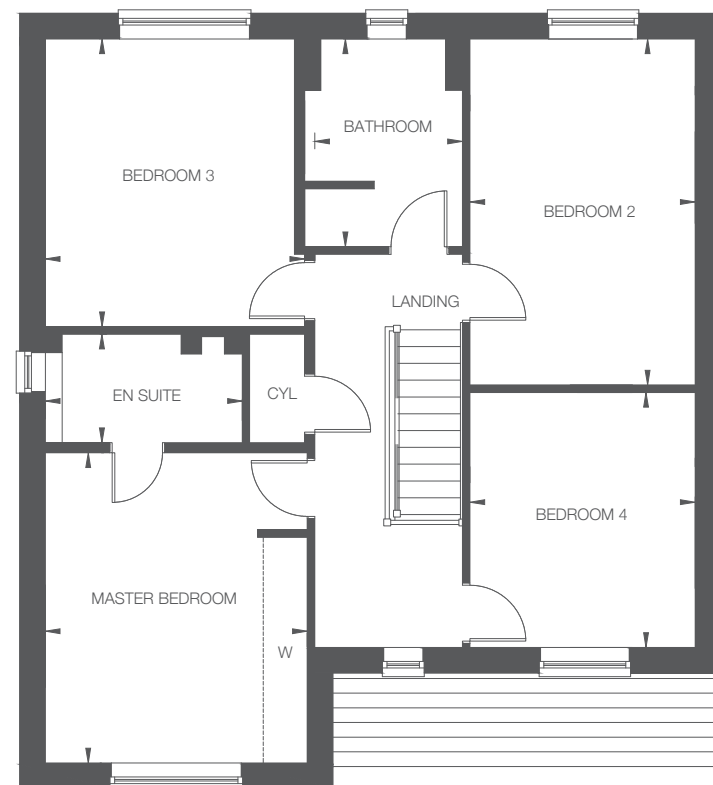 BATHROOM
BEDROOM 3
BEDROOM 2
LANDING
EN SUITE
CYL
BEDROOM 4
MASTER BEDROOM
W